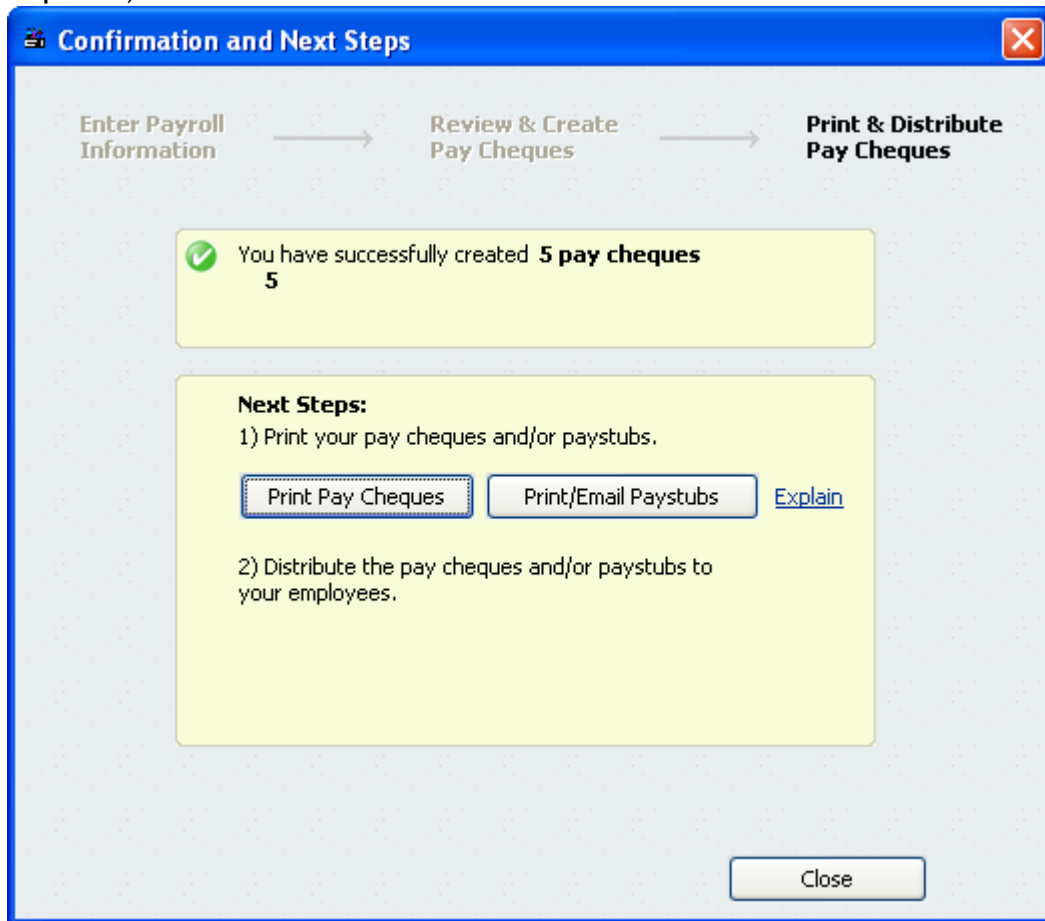 Confirmation and Next Steps
Enter Payroll
Information
Review & Create
Pay Cheques
Print & Distribute
Pay Cheques
You have successfully created 5 pay cheques
5
Next Steps:
1) Print your pay cheques and/or paystubs.
Print Pay Cheques
Print/Email Paystubs
Explain
2) Distribute the pay cheques and/or paystubs to
your employees.
Close